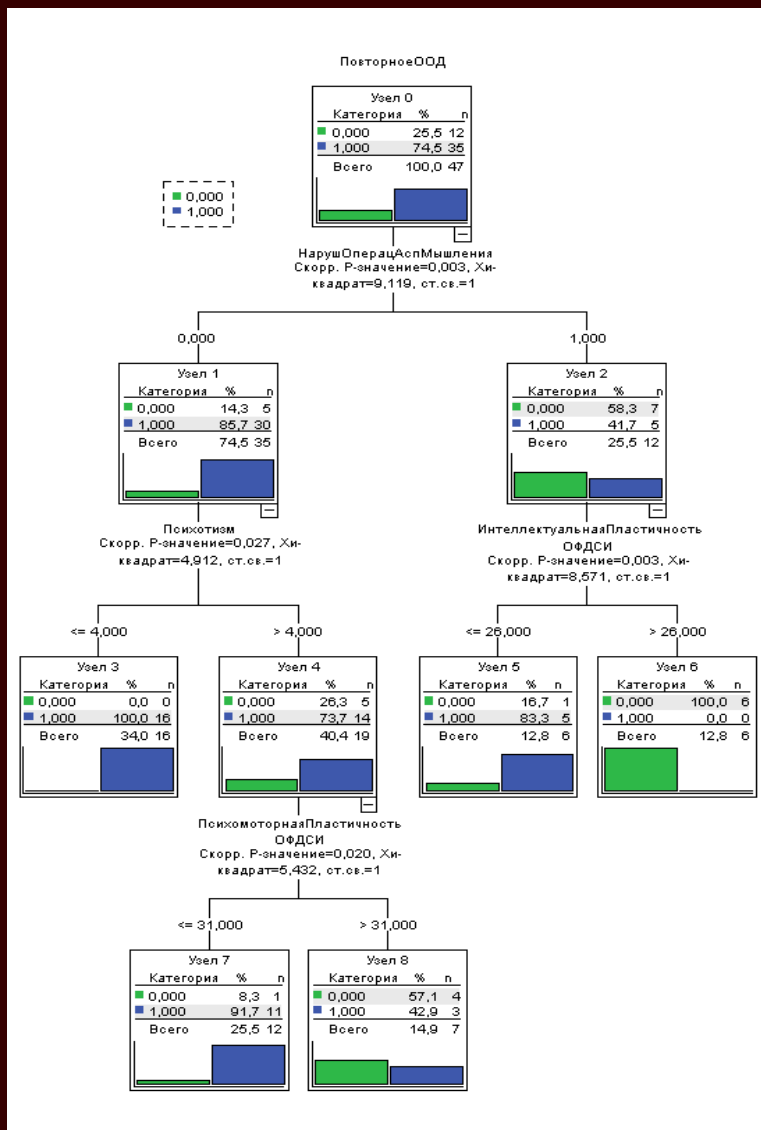 ПовторноеООД
Узел 0
Категория % n
0,000 25,5 12
1,000 74,5 35
Всего 100,0 47
0,000
1,000
НарушОперацАспМышления
Скорр. Р-значение=0,003, Хи-
квадрат=9,119, ст.св.=1
0,000
1,000
Узел 1
Категория % n
0,000 14,3 5
1,000 85,7 30
Всего 74,5 35
Узел 2
Категория % n
0,000 58,3 7
1,000 41,7 5
Всего 25,5 12
Психотизм
Скорр. Р-значение=0,027, Хи-
квадрат=4,912, ст.св.=1
ИнтеллектуальнаяПластичность
ОФДСИ
Скорр. Р-значение=0,003, Хи-
квадрат=8,571, ст.св.=1
<= 4,000
> 4,000
<= 26,000
> 26,000
Узел 3
Категория % n
0,000 0,0 0
1,000 100,0 16
Всего 34,0 16
Узел 4
Категория % n
0,000 26,3 5
1,000 73,7 14
Всего 40,4 19
Узел 5
Категория % n
0,000 16,7 1
1,000 83,3 5
Всего 12,8 6
Узел 6
Категория % n
0,000 100,0 6
1,000 0,0 0
Всего 12,8 6
ПсихомоторнаяПластичность
ОФДСИ
Скорр. Р-значение=0,020, Хи-
квадрат=5,432, ст.св.=1
<= 31,000
> 31,000
Узел 7
Категория % n
0,000 8,3 1
1,000 91,7 11
Всего 25,5 12
Узел 8
Категория % n
0,000 57,1 4
1,000 42,9 3
Всего 14,9 7